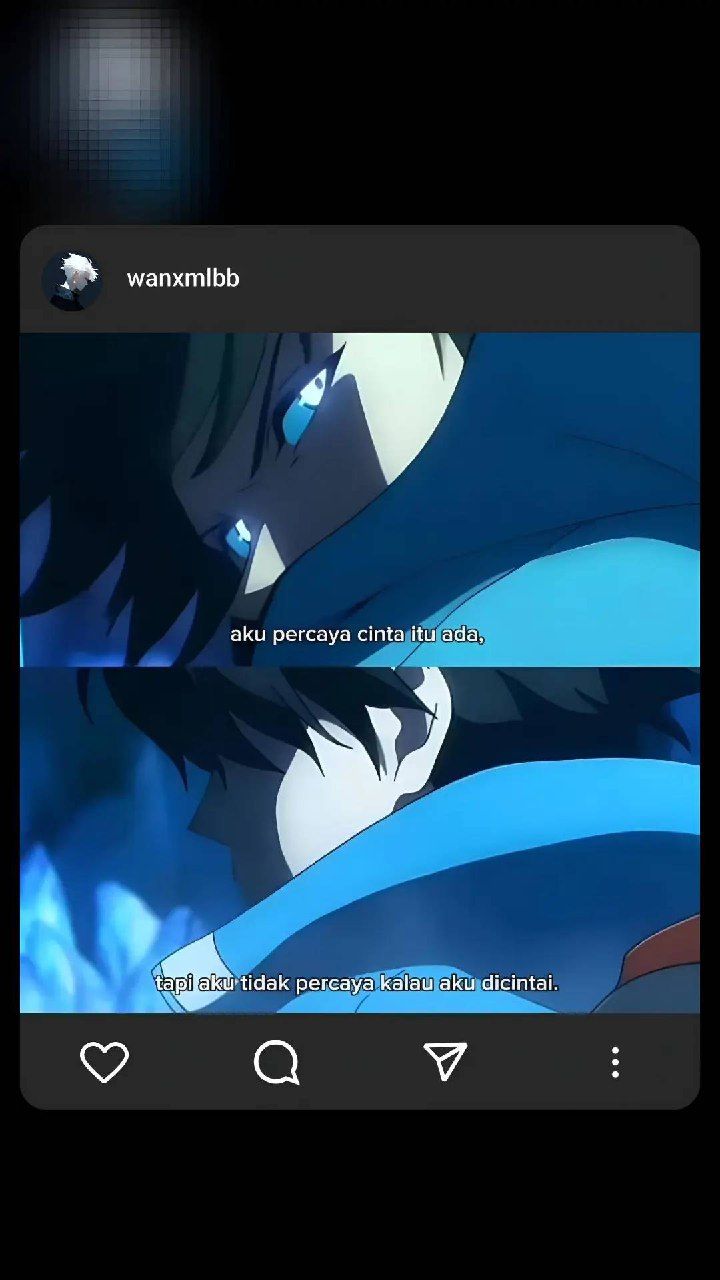 wanxmlbb
aku percaya cinta itu ada,
tapi aku tidak percaya kalau aku dicintai.